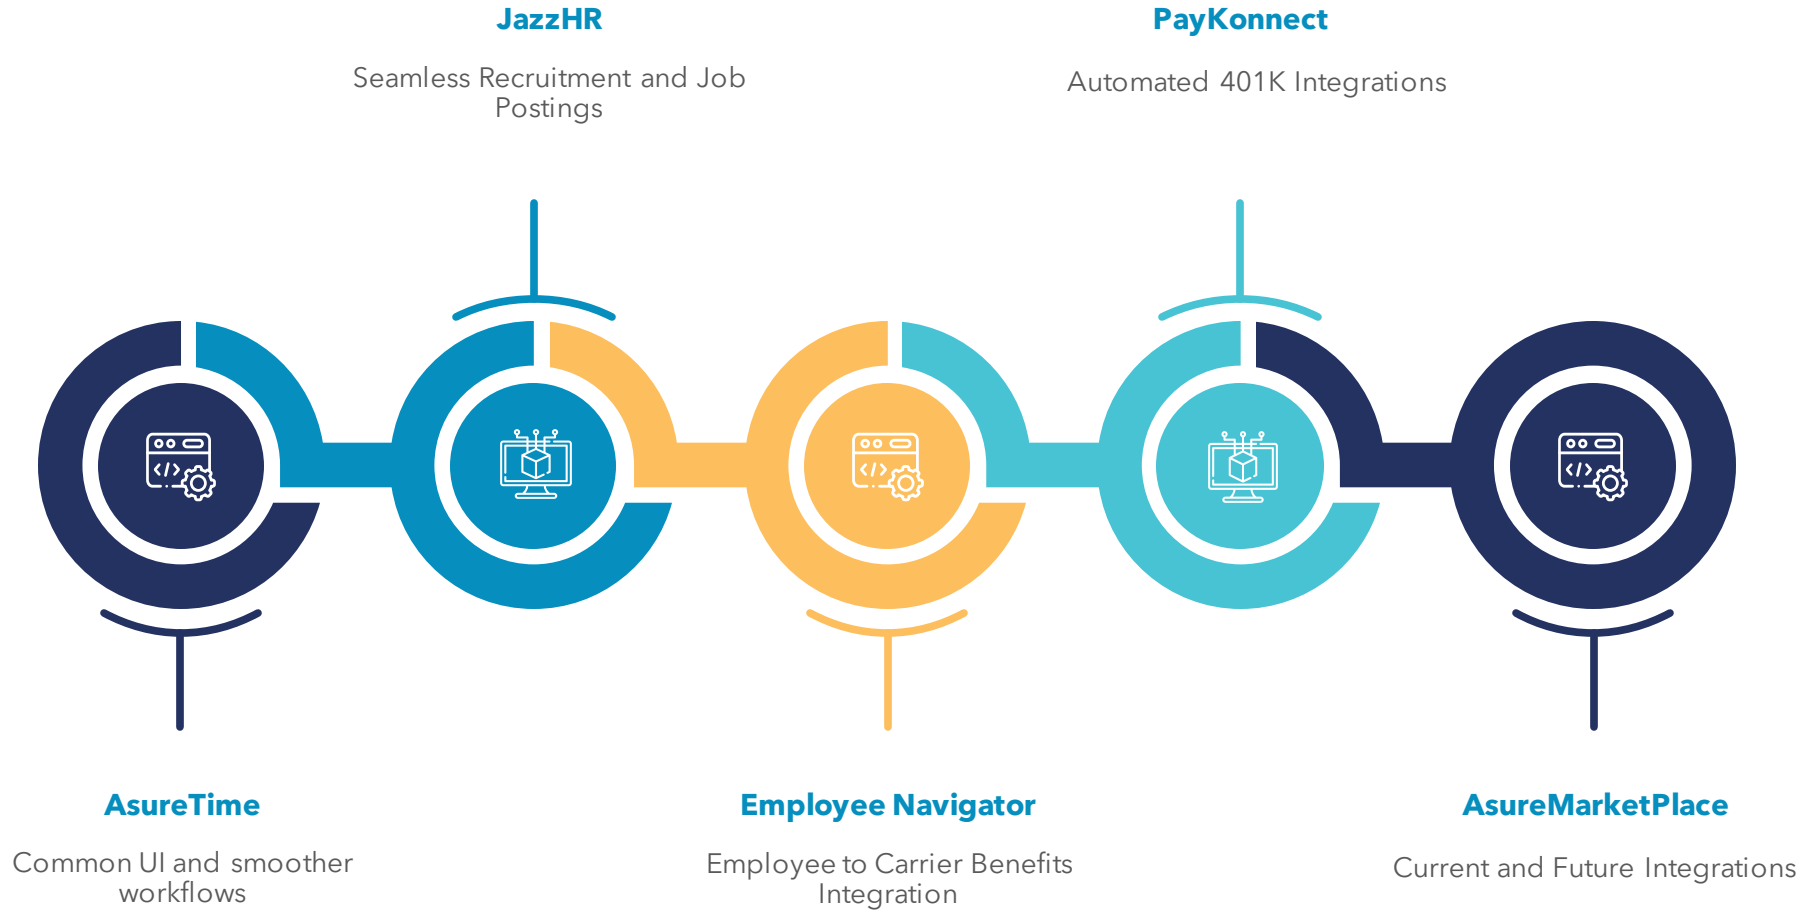 JazzHR
Seamless Recruitment and Job
Postings
PayKonnect
Automated 401K Integrations
AsureTime
Common UI and smoother
workflows
Employee Navigator
Employee to Carrier Benefits
Integration
AsureMarketPlace
Current and Future Integrations